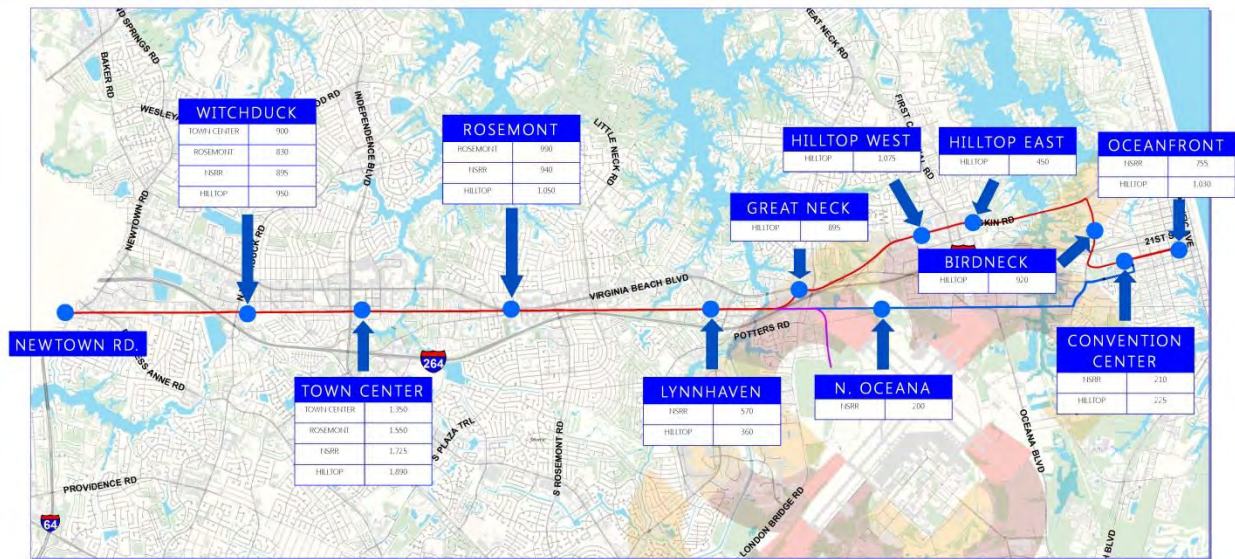 BAKER RD
INDEPENDENCE BLVD
LITTLE NECK RD
WITCHDUCK
TOWN CENTER 900
ROSEMONT 830
NSRR 895
HILLTOP 950
ROSEMONT
ROSEMONT 990
NSRR 940
HILLTOP 1,050
HILLTOP WEST
HILLTOP 1,075
HILLTOP EAST
HILLTOP 450
OCEANFRONT
NSRR 755
HILLTOP 1,030
GREAT NECK
HILLTOP 895
BIRDNECK
HILLTOP 920
21ST
NEWTOWN RD
VIRGINIA BEACH BLVD
POTTERS RD
NEWTOWN RD.
264
TOWN CENTER
TOWN CENTER 1,350
ROSEMONT 1,550
NSRR 1,725
HILLTOP 1,890
LYNNHAVEN
NSRR 570
HILLTOP 360
N. OCEANA
NSRR 200
CONVENTION
CENTER
NSRR 210
HILLTOP 225
S PLAZA TRL
S ROSEMONT RD
OCEANA BLVD
PROVIDENCE RD
LONDON BRIDGE RD
64